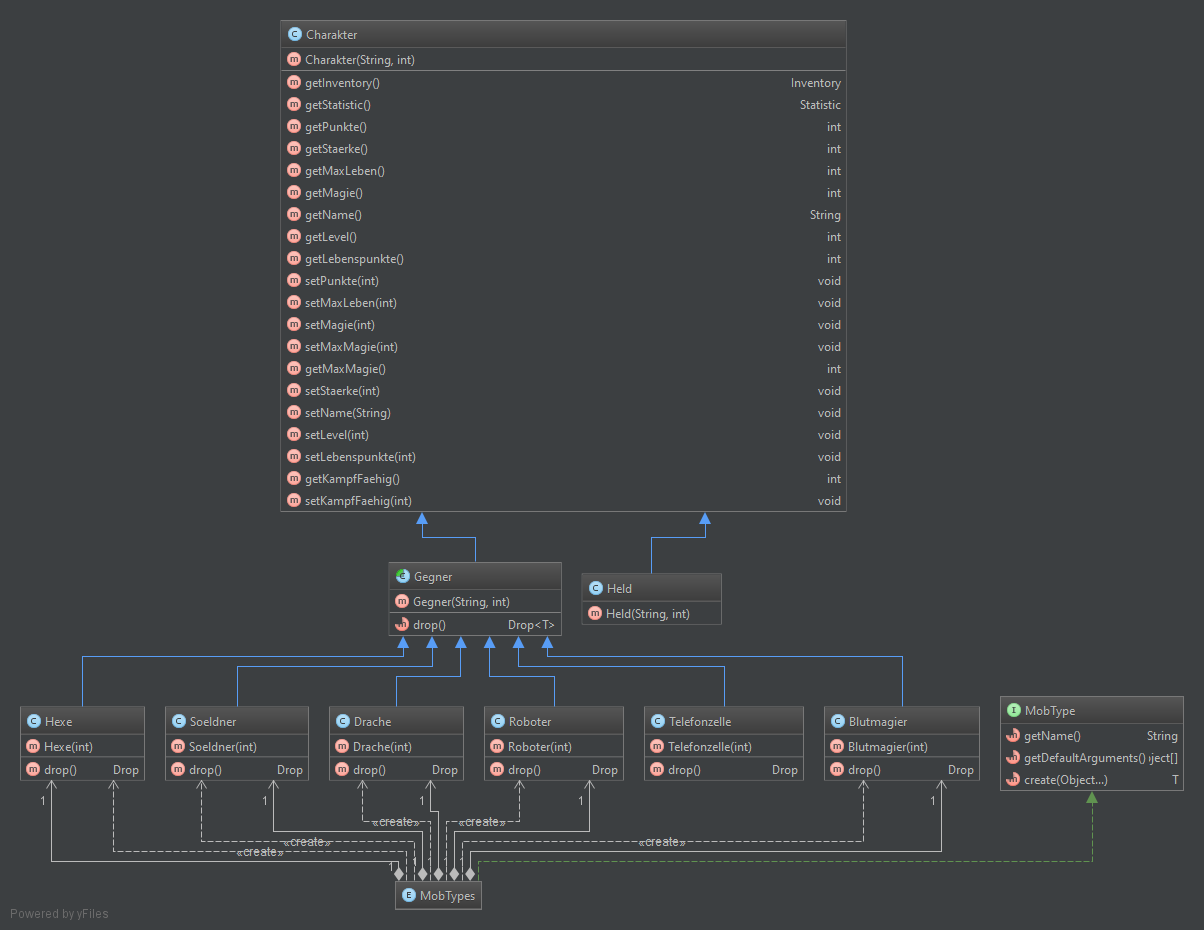 Charakter
Charakter(String, int)
getInventory() Inventory
getStatistic() Statistic
getPunkte() int
getStaerke() int
getMaxLeben() int
getMagie() int
getName() String
getLevel() int
getLebenspunkte() int
setPunkte(int) void
setMaxLeben(int) void
setMagie(int) void
setMaxMagie(int) void
getMaxMagie() int
setStaerke(int) void
setName(String) void
setLevel(int) void
setLebenspunkte(int) void
getKampfFaehig() int
setKampfFaehig(int) void
Gegner
Gegner(String, int)
drop() Drop<T>
Held
Held(String, int)
Hexe
Hexe(int)
drop() Drop
Soeldner
Soeldner(int)
drop() Drop
Drache
Drache(int)
drop() Drop
Roboter
Roboter(int)
drop() Drop
Telefonzelle
Telefonzelle(int)
drop() Drop
Blutmagier
Blutmagier(int)
drop() Drop
MobType
getName() String
getDefaultArguments() ject[]
create(Object...) T
1 1 1 1 1
«create» «create»
«create» «create»
«create»
1
MobTypes
Powered by yFiles